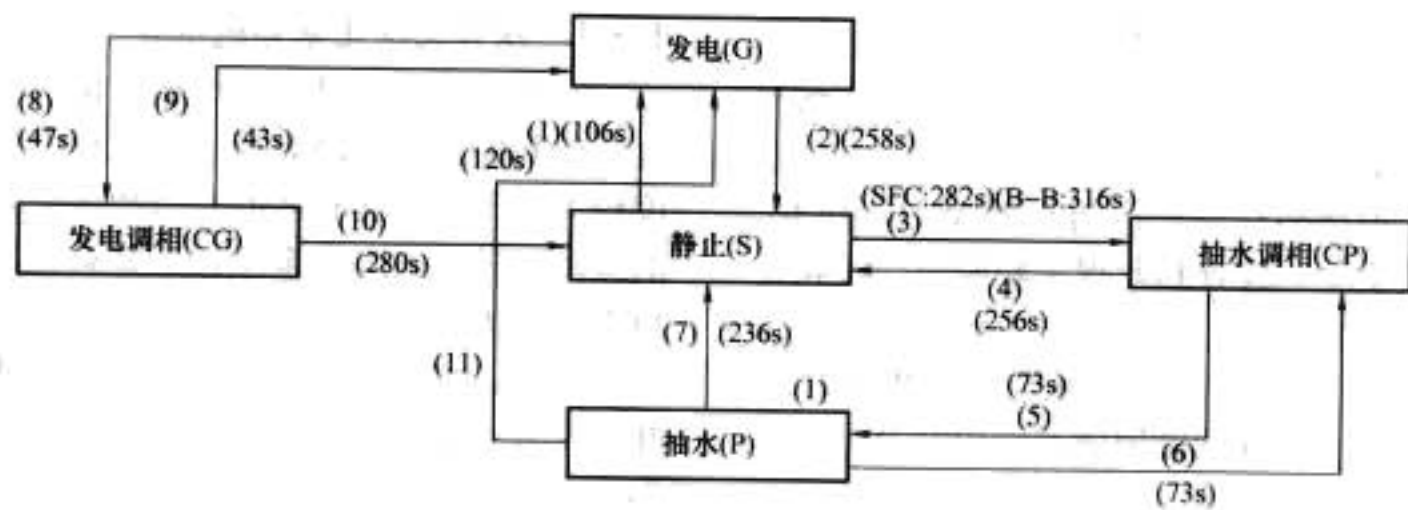 发电(G)
(8)
(47s)
(9)
(43s)
(1)(106s)
(120s)
(2)(258s)
(SFC:282s)(B-B:316s)
(3)
发电调相(CG)
(10)
(280s)
静止(S)
抽水调相(CP)
(4)
(256s)
(7)
(236s)
(11)
(1)
(73s)
(5)
抽水(P)
(6)
(73s)